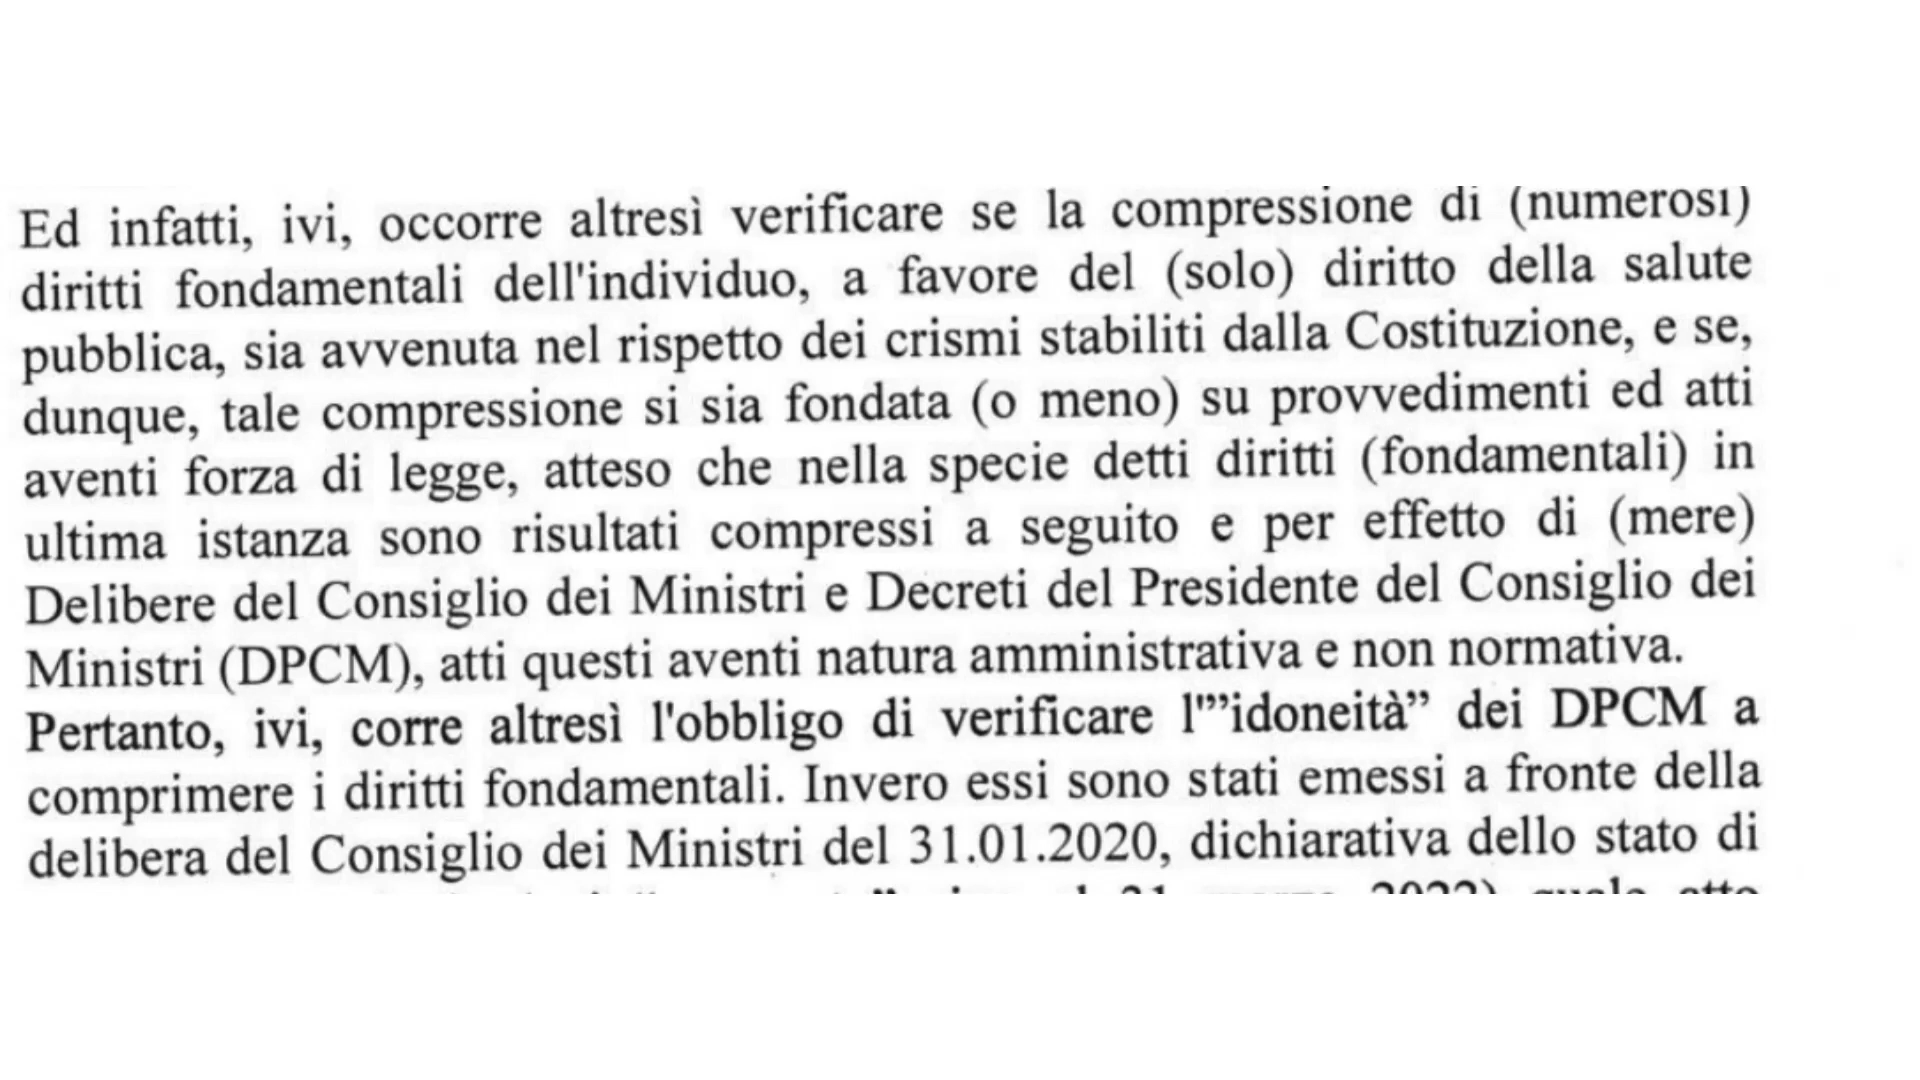 Ed infatti, ivi, occorre altresì verificare se la compressione di (numerosi)
diritti fondamentali dell'individuo, a favore del (solo) diritto della salute
pubblica, sia avvenuta nel rispetto dei crismi stabiliti dalla Costituzione, e se,
dunque, tale compressione si sia fondata (o meno) su provvedimenti ed atti
aventi forza di legge, atteso che nella specie detti diritti (fondamentali) in
ultima istanza sono risultati compressi a seguito e per effetto di (mere)
Delibere del Consiglio dei Ministri e Decreti del Presidente del Consiglio dei
Ministri (DPCM), atti questi aventi natura amministrativa e non normativa.
Pertanto, ivi, corre altresì l'obbligo di verificare l'”idoneità” dei DPCM a
comprimere i diritti fondamentali. Invero essi sono stati emessi a fronte della
delibera del Consiglio dei Ministri del 31.01.2020, dichiarativa dello stato di